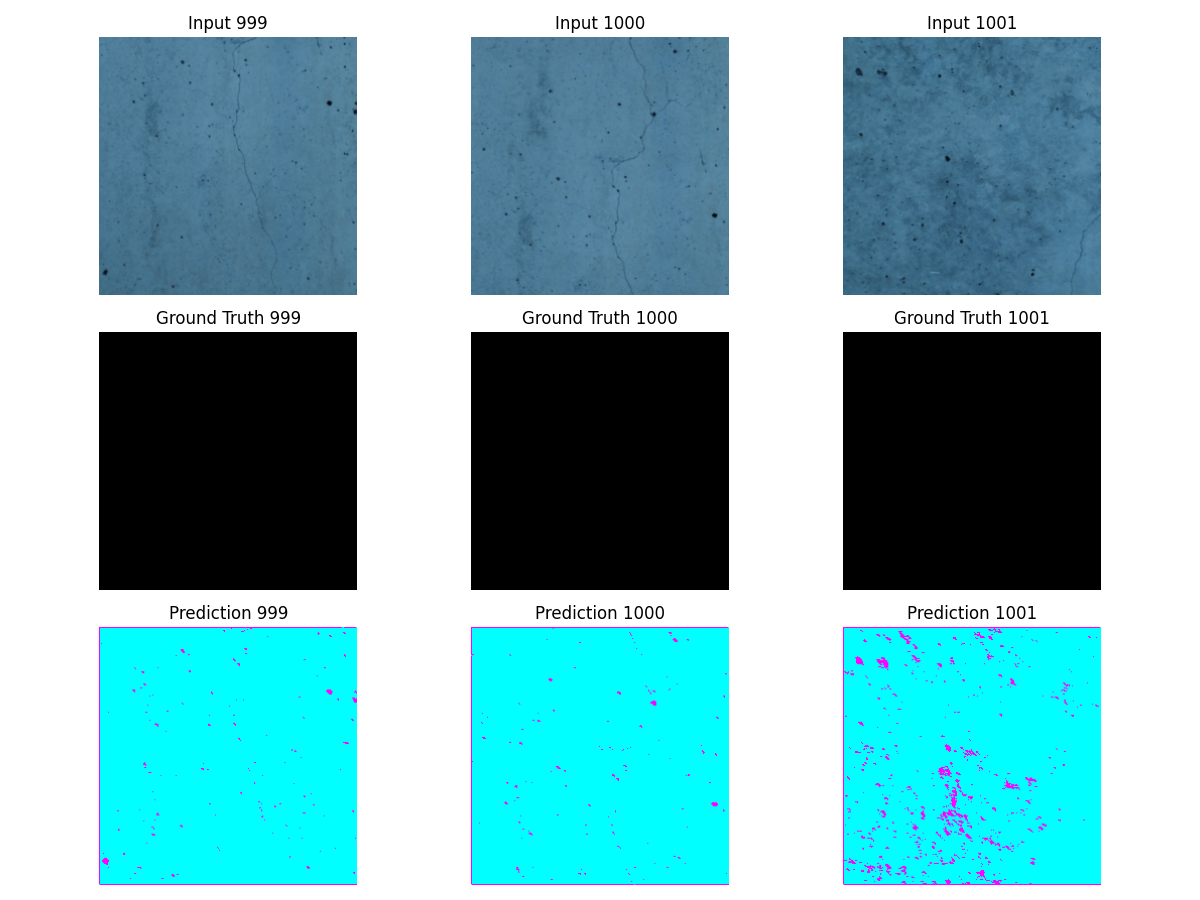 Input 999
Input 1000
Input 1001
Ground Truth 999
Ground Truth 1000
Ground Truth 1001
Prediction 999
Prediction 1000
Prediction 1001